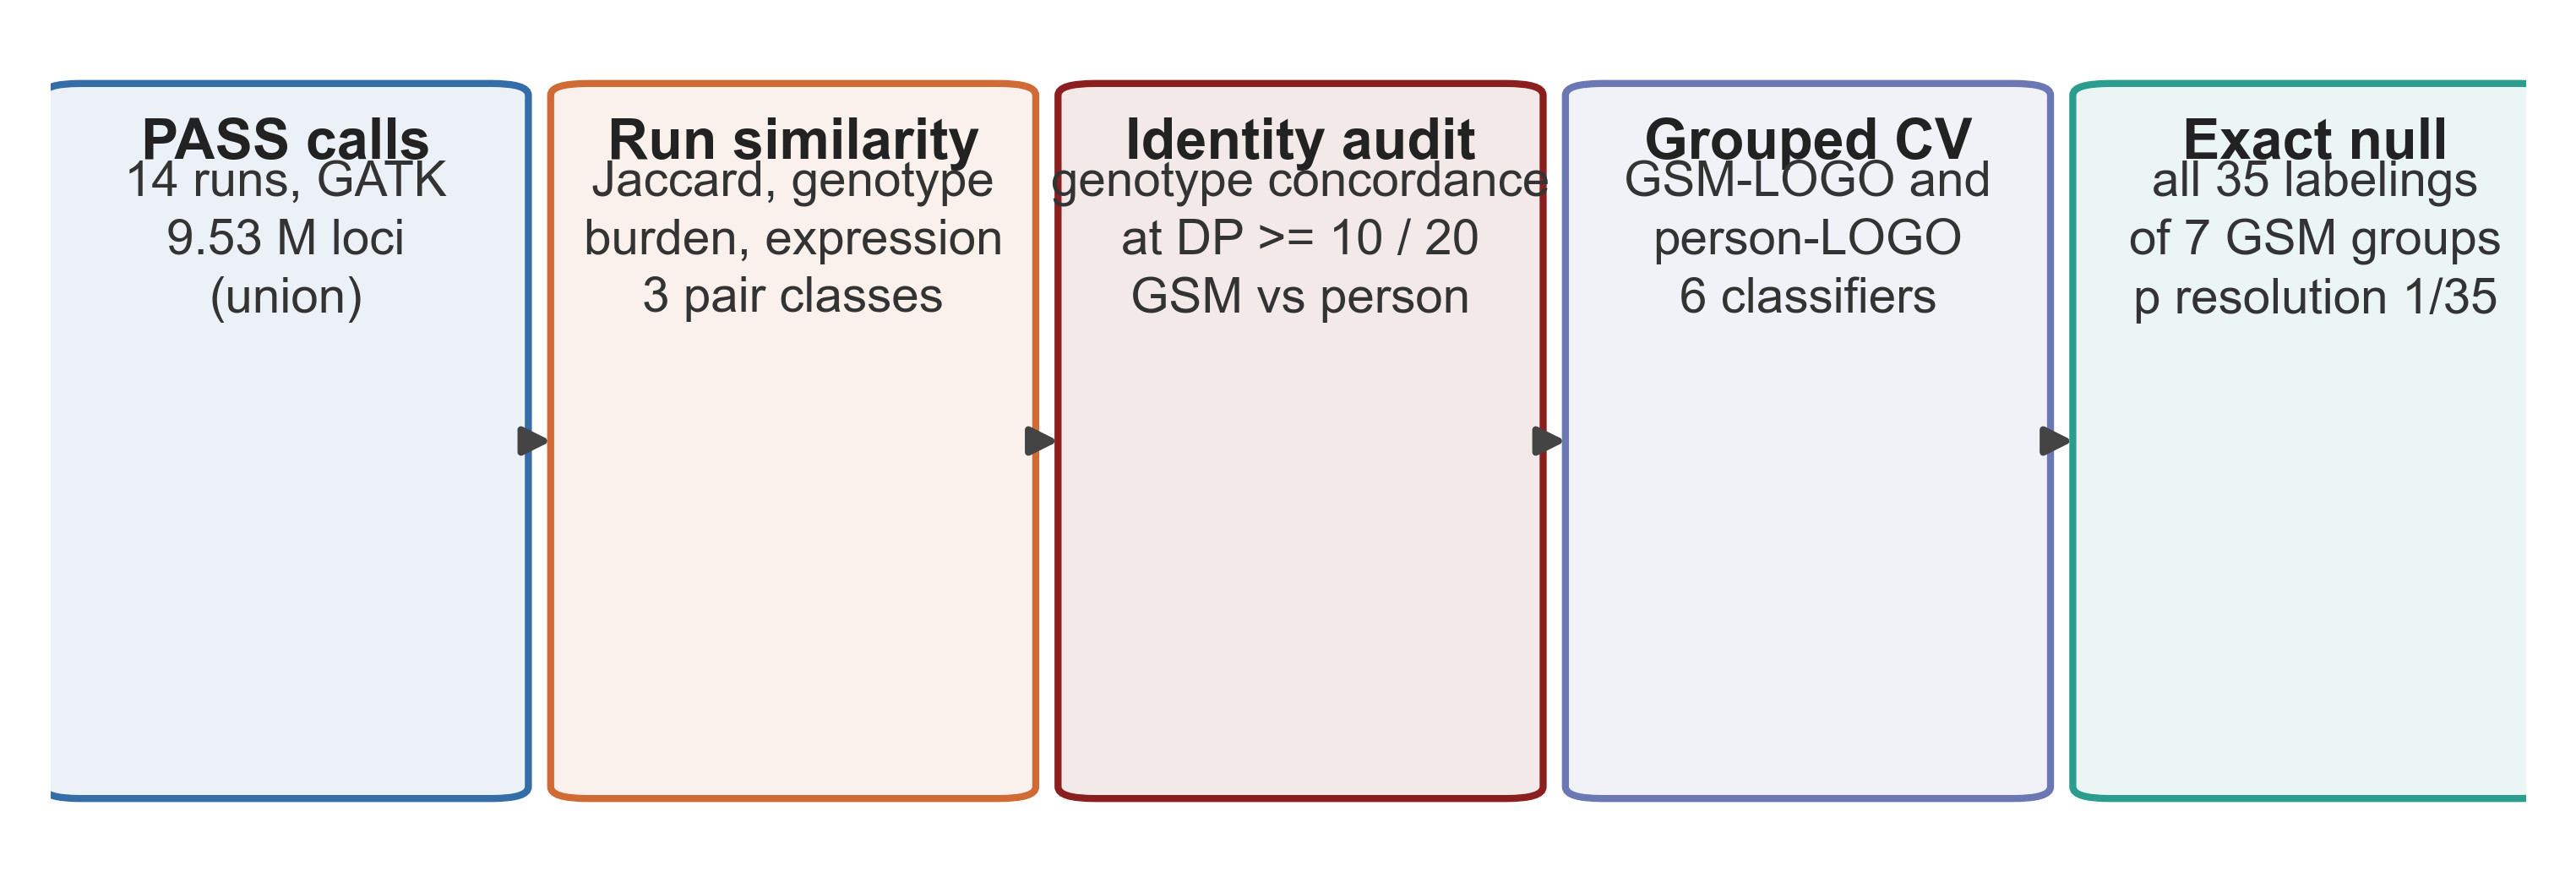 PASS calls
14 runs, GATK
9.53 M loci
(union)
Run similarity
Jaccard, genotype
burden, expression
3 pair classes
Identity audit
genotype concordance
at DP >= 10 / 20
GSM vs person
Grouped CV
GSM-LOGO and
person-LOGO
6 classifiers
Exact null
all 35 labelings
of 7 GSM groups
p resolution 1/35